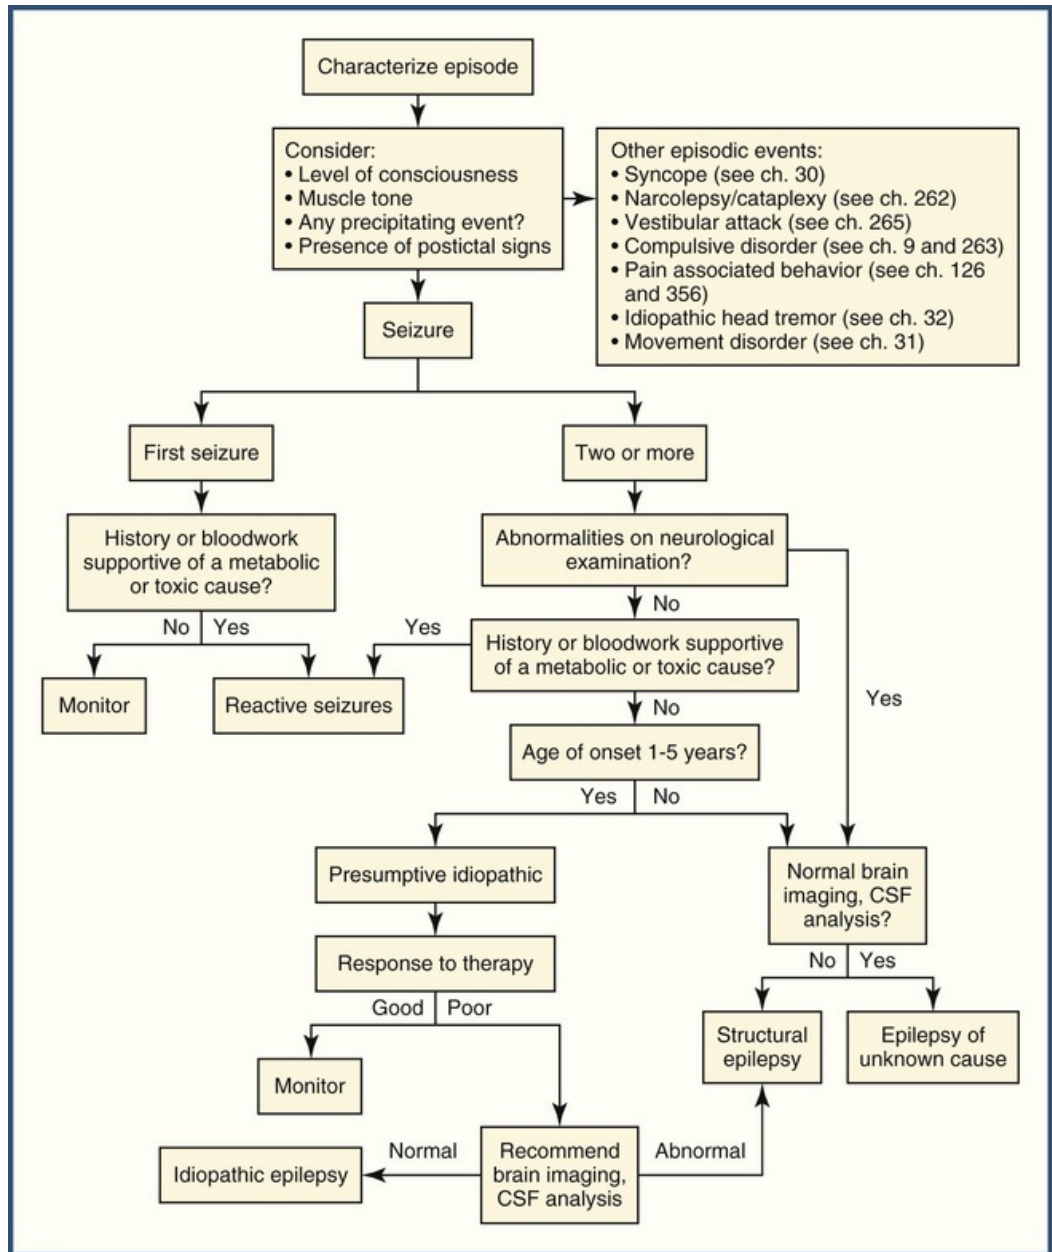 Characterize episode
Consider:
• Level of consciousness
• Muscle tone
• Any precipitating event?
• Presence of postictal signs
Other episodic events:
• Syncope (see ch. 30)
• Narcolepsy/cataplexy (see ch. 262)
• Vestibular attack (see ch. 265)
• Compulsive disorder (see ch. 9 and 263)
• Pain associated behavior (see ch. 126
and 356)
• Idiopathic head tremor (see ch. 32)
• Movement disorder (see ch. 31)
Seizure
First seizure
Two or more
History or bloodwork
supportive of a metabolic
or toxic cause?
Abnormalities on neurological
examination?
No
Yes
No
Yes
Yes
History or bloodwork supportive
of a metabolic or toxic cause?
Monitor
Reactive seizures
No
Age of onset 1-5 years?
Yes
No
Presumptive idiopathic
Normal brain
imaging, CSF
analysis?
Response to therapy
No
Yes
Good
Poor
Structural
epilepsy
Epilepsy of
unknown cause
Monitor
Idiopathic epilepsy
Normal
Recommend
brain imaging,
CSF analysis
Abnormal